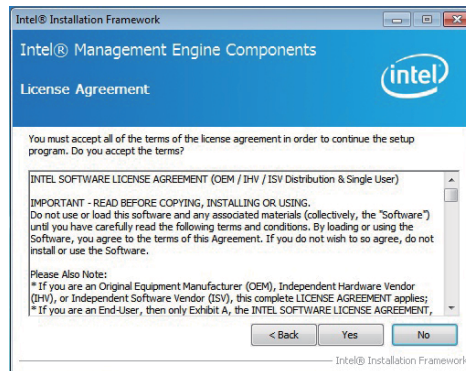 Intel® Installation Framework
Intel® Management Engine Components
intel
License Agreement
You must accept all of the terms of the license agreement in order to continue the setup
program. Do you accept the terms?
INTEL SOFTWARE LICENSE AGREEMENT (OEM / IHV / ISV Distribution & Single User)
IMPORTANT - READ BEFORE COPYING, INSTALLING OR USING.
Do not use or load this software and any associated materials (collectively, the "Software")
until you have carefully read the following terms and conditions. By loading or using the
Software, you agree to the terms of this Agreement. If you do not wish to so agree, do not
install or use the Software.
Please Also Note:
* If you are an Original Equipment Manufacturer (OEM), Independent Hardware Vendor
(IHV), or Independent Software Vendor (ISV), this complete LICENSE AGREEMENT applies;
* If you are an End-User, then only Exhibit A, the INTEL SOFTWARE LICENSE AGREEMENT,
< Back Yes No
Intel® Installation Framework